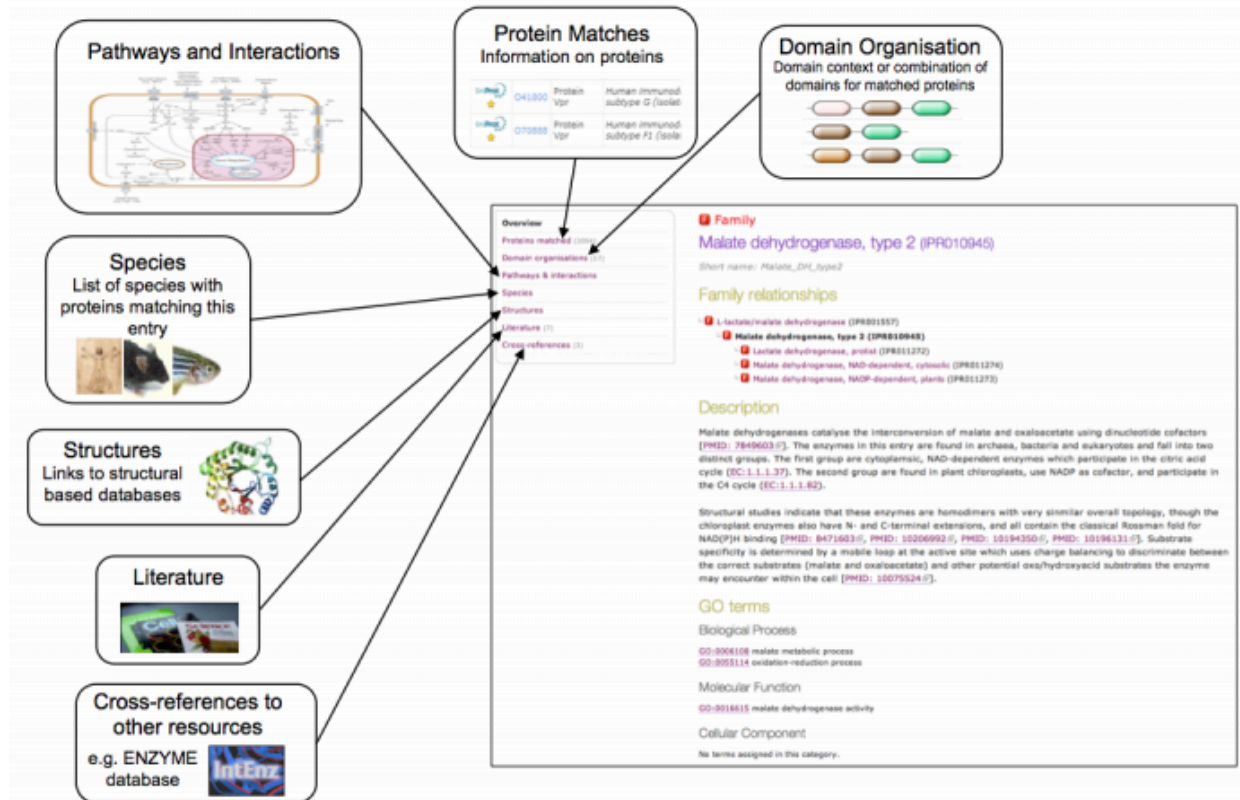 Pathways and Interactions
Protein Matches
Information on proteins
O41800
Protein
Vpr
Human Immunod
subtype G (isolat
O70888
Protein
Vpr
Human Immunod
subtype F1 (isola
Domain Organisation
Domain context or combination of
domains for matched proteins
Species
List of species with
proteins matching this
entry
Structures
Links to structural
based databases
Literature
Cell
Science
Cross-references to
other resources
e.g. ENZYME
database
IntEnz
Overview
Proteins matched
Domain organisations
Pathways & interactions
Species
Structures
Literature (7)
Cross-references (3)
F Family
Malate dehydrogenase, type 2 (IPR010945)
Short name: Malate_DH_type2
Family relationships
F L-lactate/malate dehydrogenase (IPR001557)
F Malate dehydrogenase, type 2 (IPR010945)
F Lactate dehydrogenase, protist (IPR011272)
F Malate dehydrogenase, NAD-dependent, cytosolic (IPR011274)
F Malate dehydrogenase, NADP-dependent, plants (IPR011273)
Description
Malate dehydrogenases catalyse the interconversion of malate and oxaloacetate using dinucleotide cofactors
[PMID: 7849603]. The enzymes in this entry are found in archaea, bacteria and eukaryotes and fall into two
distinct groups. The first group are cytoplamsic, NAD-dependent enzymes which participate in the citric acid
cycle (EC:1.1.1.37). The second group are found in plant chloroplasts, use NADP as cofactor, and participate in
the C4 cycle (EC:1.1.1.82).
Structural studies indicate that these enzymes are homodimers with very sinmilar overall topology, though the
chloroplast enzymes also have N- and C-terminal extensions, and all contain the classical Rossman fold for
NAD(P)H binding [PMID: 8471603, PMID: 10206992, PMID: 10194350, PMID: 10196131]. Substrate
specificity is determined by a mobile loop at the active site which uses charge balancing to discriminate between
the correct substrates (malate and oxaloacetate) and other potential oxo/hydroxyacid substrates the enzyme
may encounter within the cell [PMID: 10075524].
GO terms
Biological Process
GO:0006108 malate metabolic process
GO:0055114 oxidation-reduction process
Molecular Function
GO:0016615 malate dehydrogenase activity
Cellular Component
No terms assigned in this category.